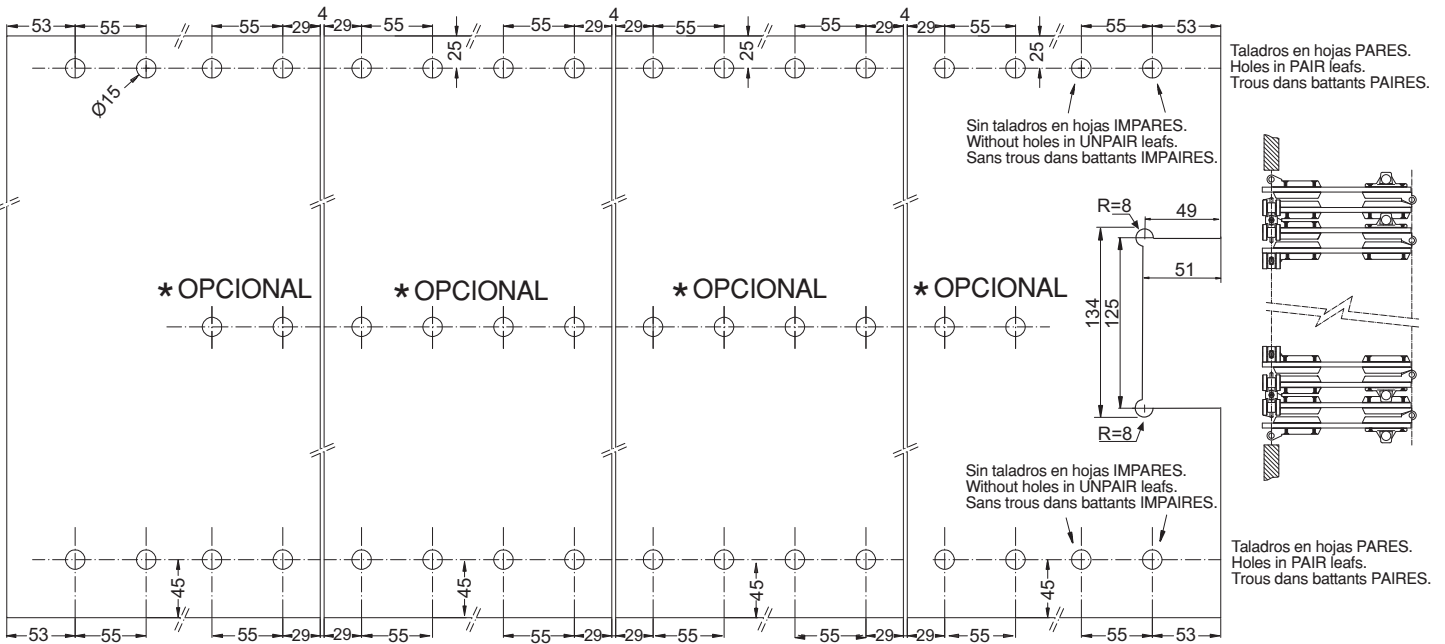 4 4 4
53 55 55 29 29 55 55 29 29 55 55 29 29 55 55 53
25 25 25
Ø15
Taladros en hojas PARES.
Holes in PAIR leafs.
Trous dans battants PAIRES.
Sin taladros en hojas IMPARES.
Without holes in UNPAIR leafs.
Sans trous dans battants IMPAIRES.
R=8
49
51
134
125
* OPCIONAL * OPCIONAL * OPCIONAL * OPCIONAL
R=8
Sin taladros en hojas IMPARES.
Without holes in UNPAIR leafs.
Sans trous dans battants IMPAIRES.
Taladros en hojas PARES.
Holes in PAIR leafs.
Trous dans battants PAIRES.
45 45 45 45
53 55 55 29 29 55 55 29 29 55 55 29 29 55 55 53
4 4 4